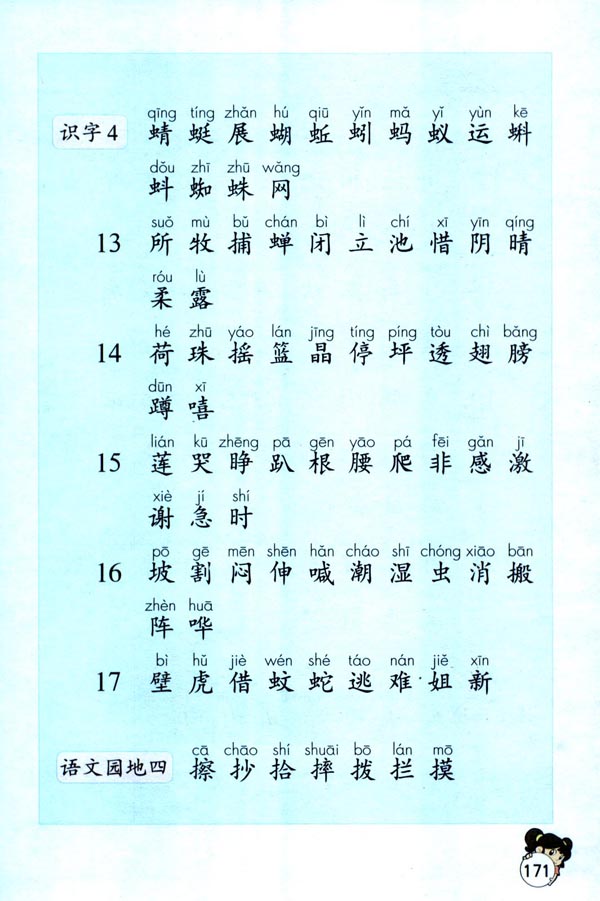 qīng tíng zhǎn hú qiū yǐn mǎ yǐ yùn kē
识字4 蜻 蜓 展 蝴 蚯 蚓 蚂 蚁 运 蝌
dǒu zhī zhū wǎng
蚪 蜘 蛛 网
suǒ mù bǔ chán bì lì chí xī yīn qíng
13 所 牧 捕 蝉 闭 立 池 惜 阴 晴
róu lù
柔 露
hé zhū yáo lán jīng tíng píng tòu chì bǎng
14 荷 珠 摇 篮 晶 停 坪 透 翅 膀
dūn xī
蹲 嘻
lián kū zhēng pā gēn yāo pá fēi gǎn jī
15 莲 哭 睁 趴 根 腰 爬 非 感 激
xiè jí shí
谢 急 时
pō gē mēn shēn hǎn cháo shī chóng xiāo bān
16 坡 割 闷 伸 喊 潮 湿 虫 消 搬
zhèn huā
阵 哗
bì hǔ jiè wén shé táo nán jiě xīn
17 壁 虎 借 蚊 蛇 逃 难 姐 新
cā chāo shí shuāi bō lán mō
语文园地四 擦 抄 拾 摔 拨 拦 摸
171